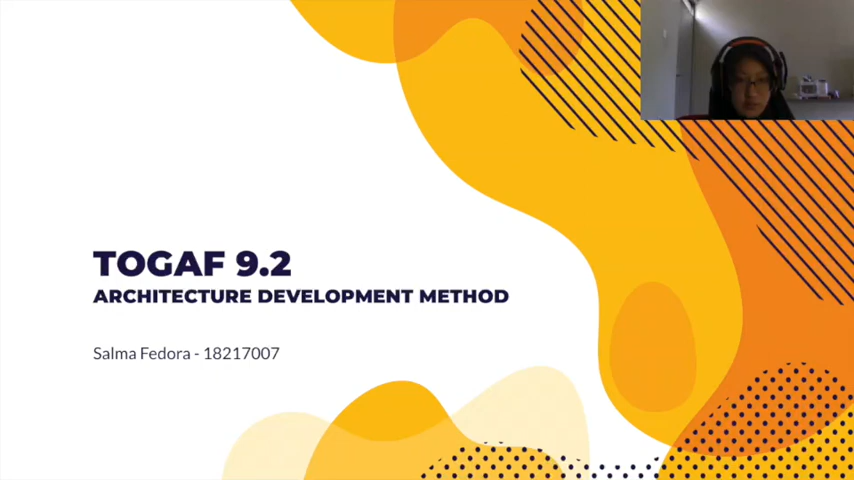 TOGAF 9.2
ARCHITECTURE DEVELOPMENT METHOD
Salma Fedora - 18217007